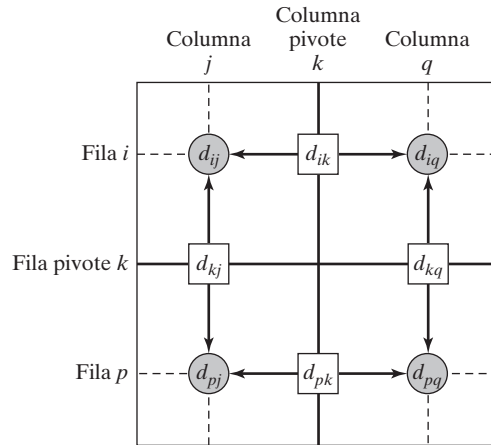 Columna
j
Columna
pivote
k
Columna
q
Fila i
d_ij
d_ik
d_iq
Fila pivote k
d_kj
d_kq
Fila p
d_pj
d_pk
d_pq